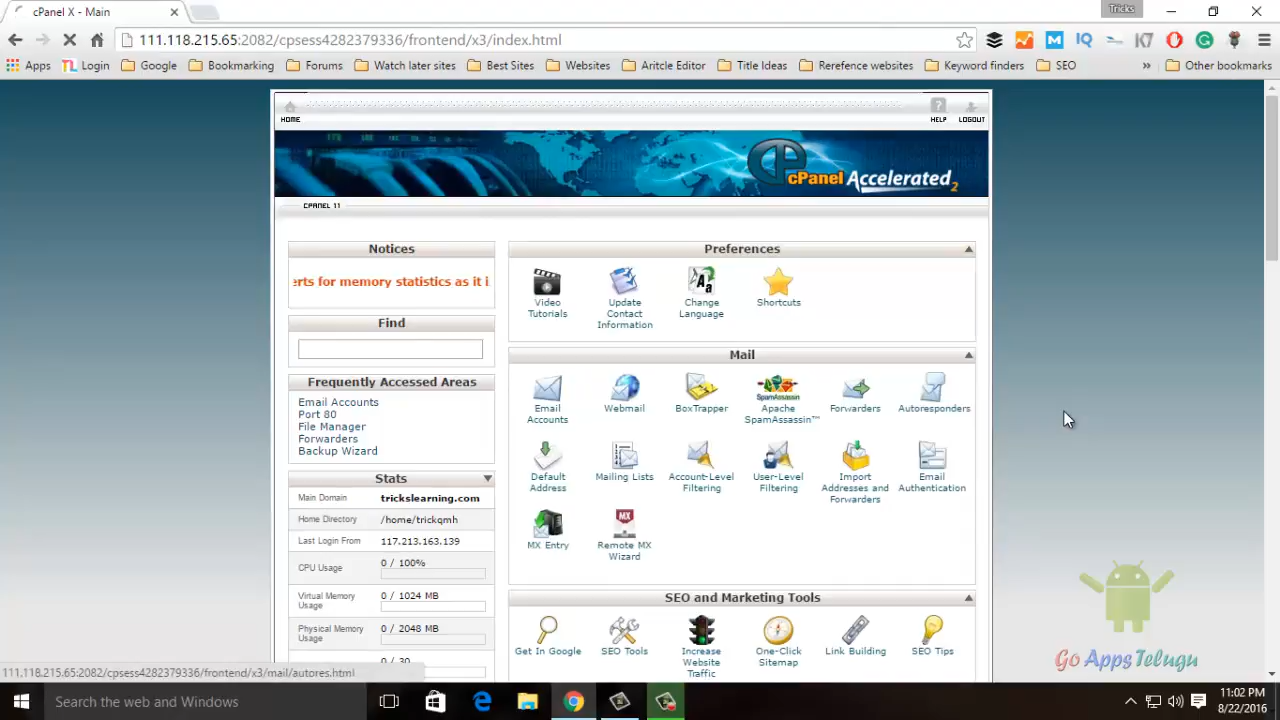 cPanel X - Main
Tricks
111.118.215.65:2082/cpsess4282379336/frontend/x3/index.html
Apps
Login
Google
Bookmarking
Forums
Watch later sites
Best Sites
Websites
Aritcle Editor
Title Ideas
Rerefence websites
Keyword finders
SEO
Other bookmarks
HOME
HELP
LOGOUT
cPanel Accelerated2
CPANEL 11
Notices
erts for memory statistics as it i
Find
Frequently Accessed Areas
Email Accounts
Port 80
File Manager
Forwarders
Backup Wizard
Stats
Main Domain trickslearning.com
Home Directory /home/trickqmh
Last Login From 117.213.163.139
CPU Usage 0 / 100%
Virtual Memory Usage 0 / 1024 MB
Physical Memory Usage 0 / 2048 MB
Preferences
Video Tutorials
Update Contact Information
Change Language
Shortcuts
Mail
Email Accounts
Webmail
BoxTrapper
Apache SpamAssassin™
Forwarders
Autoresponders
Default Address
Mailing Lists
Account-Level Filtering
User-Level Filtering
Import Addresses and Forwarders
Email Authentication
MX Entry
Remote MX Wizard
SEO and Marketing Tools
Get In Google
SEO Tools
Increase Website Traffic
One-Click Sitemap
Link Building
SEO Tips
Go Apps Telugu
111.118.215.65:2082/cpsess4282379336/frontend/x3/mail/autores.html
Search the web and Windows
11:02 PM
8/22/2016